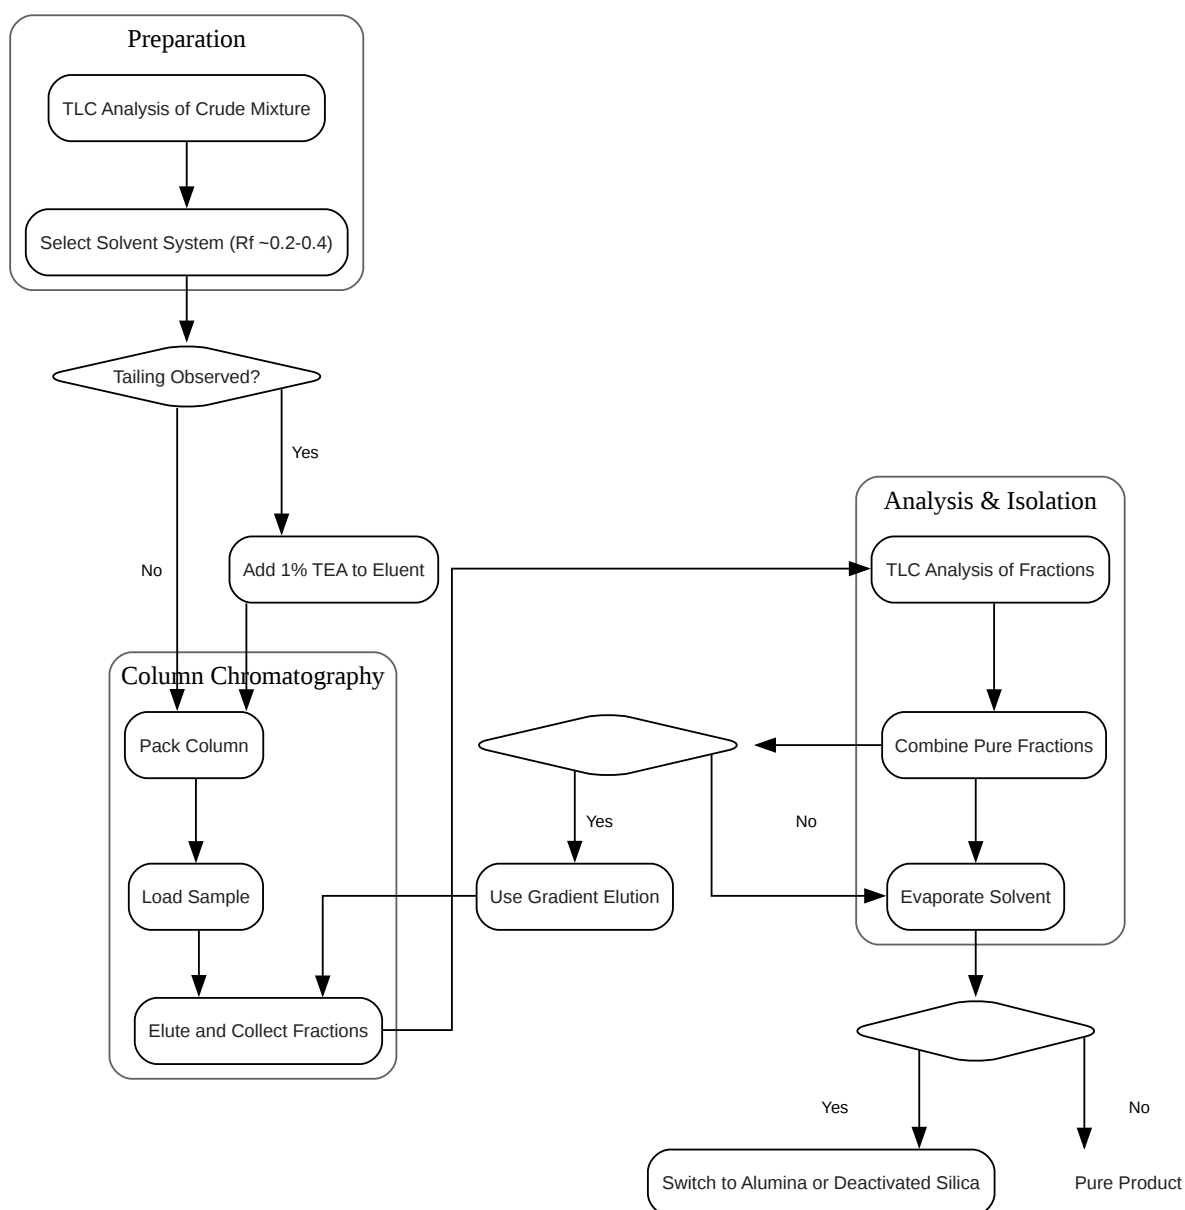 Preparation
TLC Analysis of Crude Mixture
Select Solvent System (Rf ~0.2-0.4)
Tailing Observed?
Yes
No
Add 1% TEA to Eluent
Column Chromatography
Pack Column
Load Sample
Elute and Collect Fractions
Analysis & Isolation
TLC Analysis of Fractions
Combine Pure Fractions
Yes
No
Use Gradient Elution
Evaporate Solvent
Yes
No
Switch to Alumina or Deactivated Silica
Pure Product